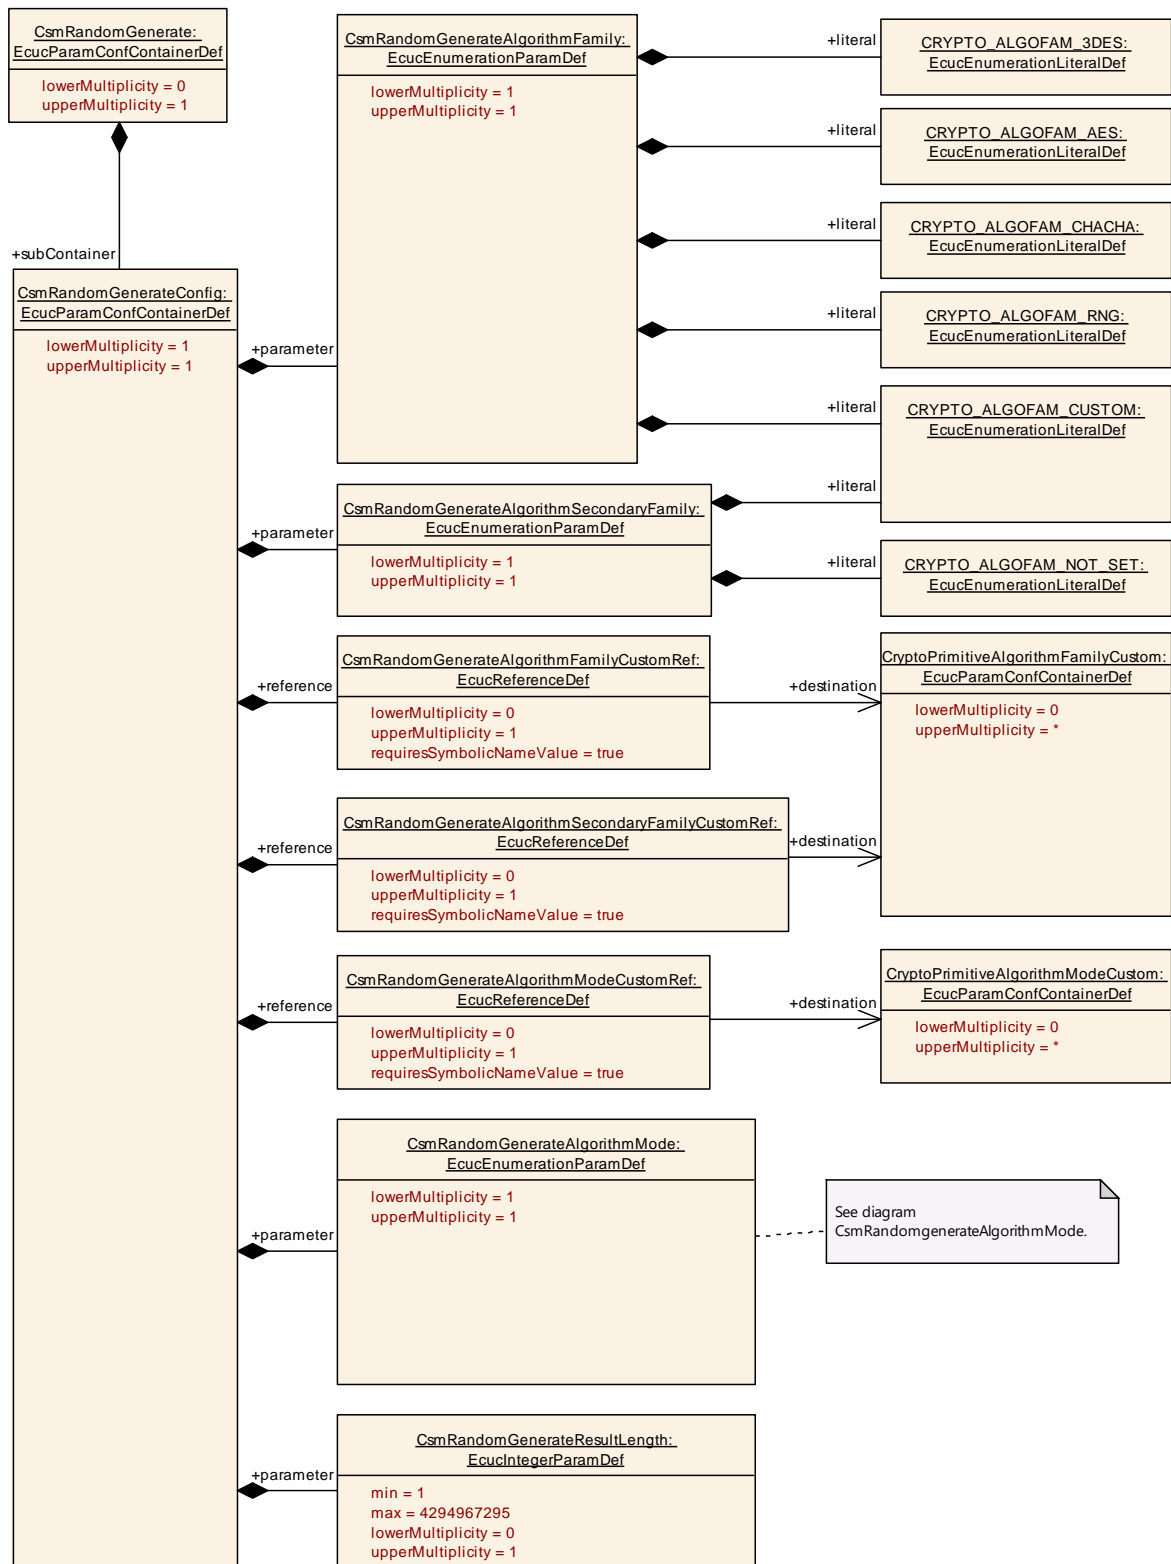 CsmRandomGenerate:
EcucParamConfContainerDef
lowerMultiplicity = 0
upperMultiplicity = 1
+subContainer
CsmRandomGenerateConfig:
EcucParamConfContainerDef
lowerMultiplicity = 1
upperMultiplicity = 1
+parameter
CsmRandomGenerateAlgorithmFamily:
EcucEnumerationParamDef
lowerMultiplicity = 1
upperMultiplicity = 1
+literal
CRYPTO_ALGOFAM_3DES:
EcucEnumerationLiteralDef
+literal
CRYPTO_ALGOFAM_AES:
EcucEnumerationLiteralDef
+literal
CRYPTO_ALGOFAM_CHACHA:
EcucEnumerationLiteralDef
+literal
CRYPTO_ALGOFAM_RNG:
EcucEnumerationLiteralDef
+literal
CRYPTO_ALGOFAM_CUSTOM:
EcucEnumerationLiteralDef
+parameter
CsmRandomGenerateAlgorithmSecondaryFamily:
EcucEnumerationParamDef
lowerMultiplicity = 1
upperMultiplicity = 1
+literal
+literal
CRYPTO_ALGOFAM_NOT_SET:
EcucEnumerationLiteralDef
+reference
CsmRandomGenerateAlgorithmFamilyCustomRef:
EcucReferenceDef
lowerMultiplicity = 0
upperMultiplicity = 1
requiresSymbolicNameValue = true
+destination
CryptoPrimitiveAlgorithmFamilyCustom:
EcucParamConfContainerDef
lowerMultiplicity = 0
upperMultiplicity = *
+reference
CsmRandomGenerateAlgorithmSecondaryFamilyCustomRef:
EcucReferenceDef
lowerMultiplicity = 0
upperMultiplicity = 1
requiresSymbolicNameValue = true
+destination
+reference
CsmRandomGenerateAlgorithmModeCustomRef:
EcucReferenceDef
lowerMultiplicity = 0
upperMultiplicity = 1
requiresSymbolicNameValue = true
+destination
CryptoPrimitiveAlgorithmModeCustom:
EcucParamConfContainerDef
lowerMultiplicity = 0
upperMultiplicity = *
+parameter
CsmRandomGenerateAlgorithmMode:
EcucEnumerationParamDef
lowerMultiplicity = 1
upperMultiplicity = 1
See diagram
CsmRandomgenerateAlgorithmMode.
+parameter
CsmRandomGenerateResultLength:
EcucIntegerParamDef
min = 1
max = 4294967295
lowerMultiplicity = 0
upperMultiplicity = 1